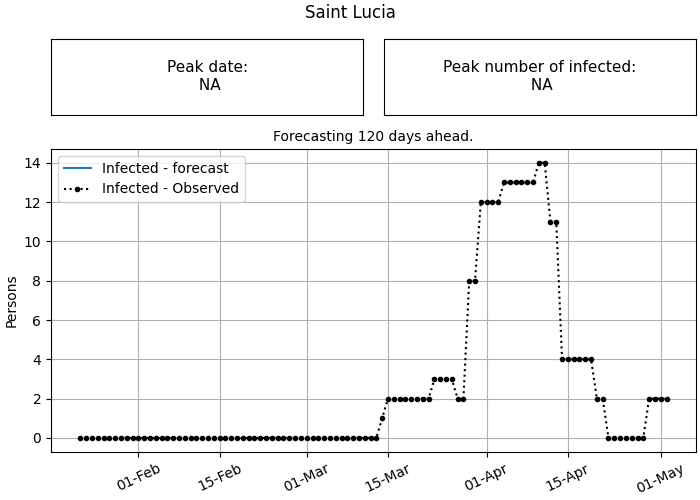 Saint Lucia
Peak date:
NA
Peak number of infected:
NA
Forecasting 120 days ahead.
Infected - forecast
Infected - Observed
Persons
14
12
10
8
6
4
2
0
01-Feb
15-Feb
01-Mar
15-Mar
01-Apr
15-Apr
01-May